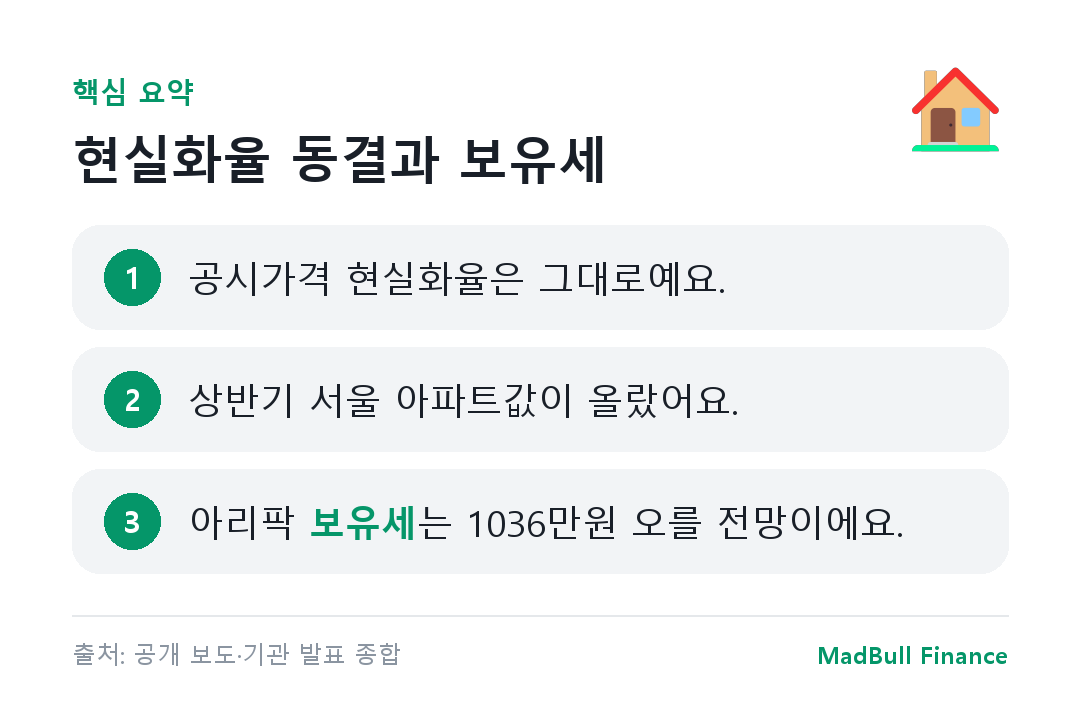 핵심 요약
현실화율 동결과 보유세
1 공시가격 현실화율은 그대로예요.
2 상반기 서울 아파트값이 올랐어요.
3 아리팍 보유세는 1036만원 오를 전망이에요.
출처: 공개 보도·기관 발표 종합
MadBull Finance